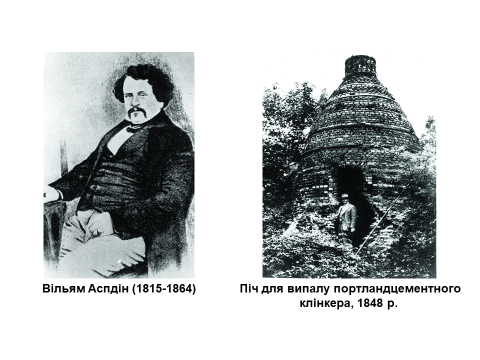 Вільям Аспдін (1815-1864)
Піч для випалу портландцементного
клінкера, 1848 р.